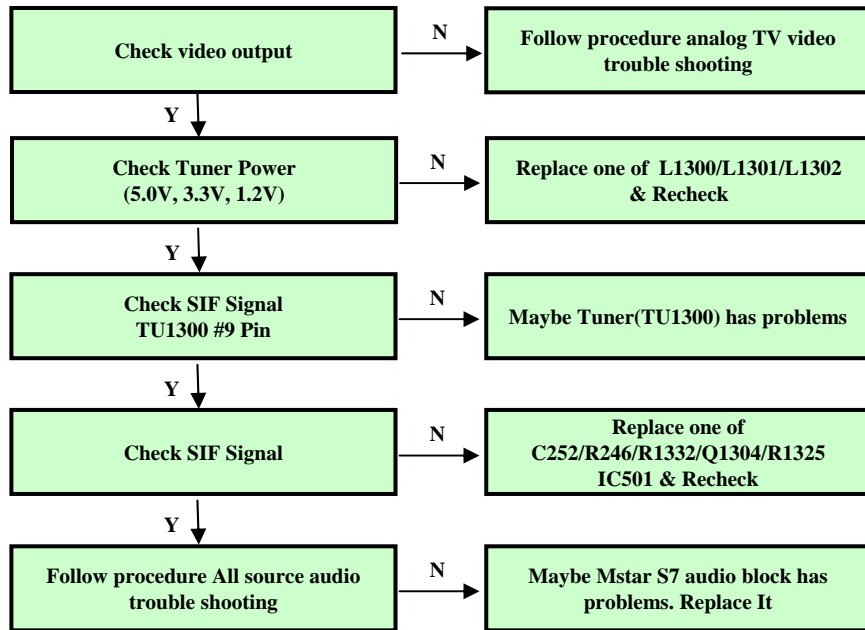 Check video output
N
Follow procedure analog TV video
trouble shooting
Y
Check Tuner Power
(5.0V, 3.3V, 1.2V)
N
Replace one of L1300/L1301/L1302
& Recheck
Y
Check SIF Signal
TU1300 #9 Pin
N
Maybe Tuner(TU1300) has problems
Y
Check SIF Signal
N
Replace one of
C252/R246/R1332/Q1304/R1325
IC501 & Recheck
Y
Follow procedure All source audio
trouble shooting
N
Maybe Mstar S7 audio block has
problems. Replace It